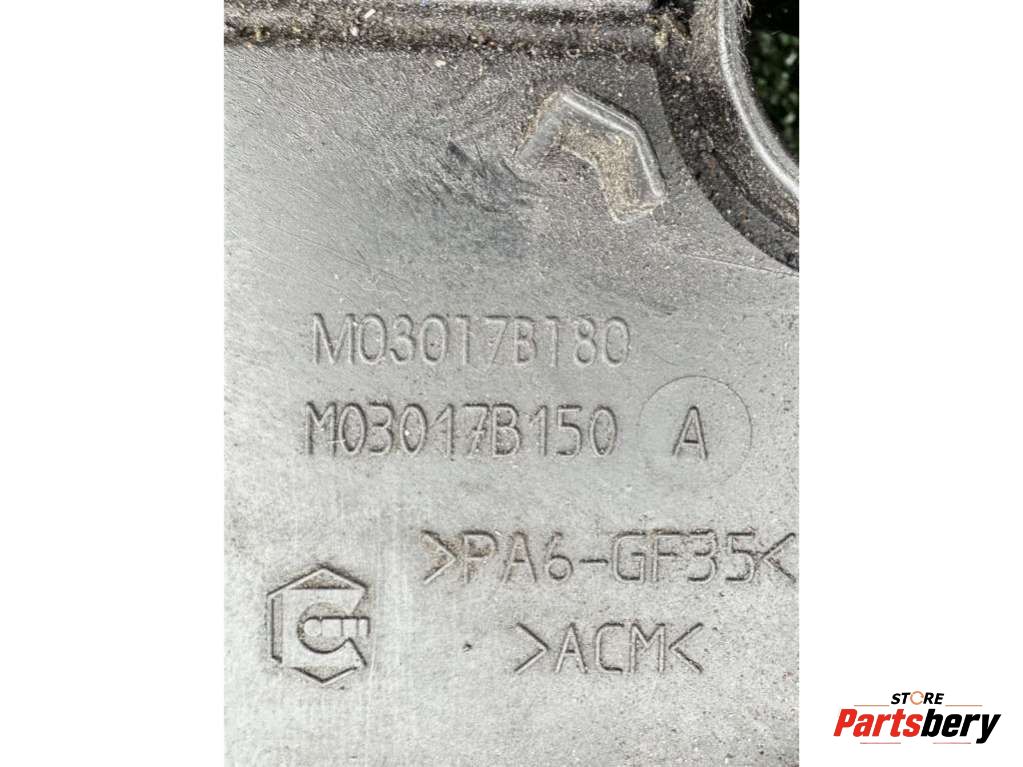 M03017B180
M03017B150 A
>PA6-GF35<
>ACM<
STORE
Partsbery